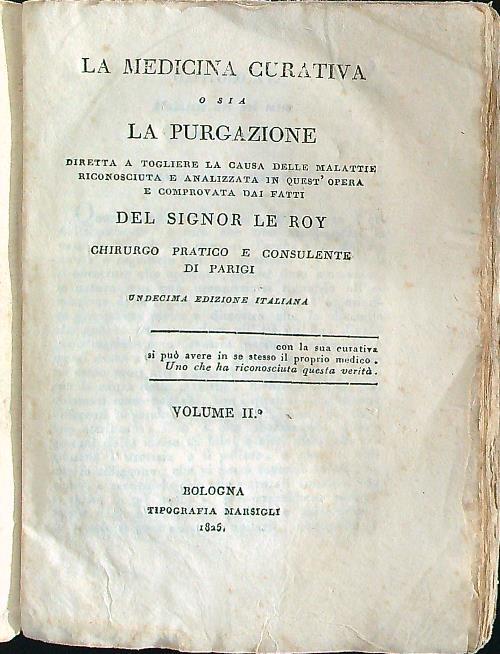 LA MEDICINA CURATIVA
O SIA
LA PURGAZIONE
DIRETTA A TOGLIERE LA CAUSA DELLE MALATTIE
RICONOSCIUTA E ANALIZZATA IN QUEST' OPERA
E COMPROVATA DAI FATTI
DEL SIGNOR LE ROY
CHIRURGO PRATICO E CONSULENTE
DI PARIGI
UNDECIMA EDIZIONE ITALIANA
con la sua curativa
si può avere in se stesso il proprio medico.
Uno che ha riconosciuta questa verità.
VOLUME II.°
BOLOGNA
TIPOGRAFIA MARSIGLI
1825.